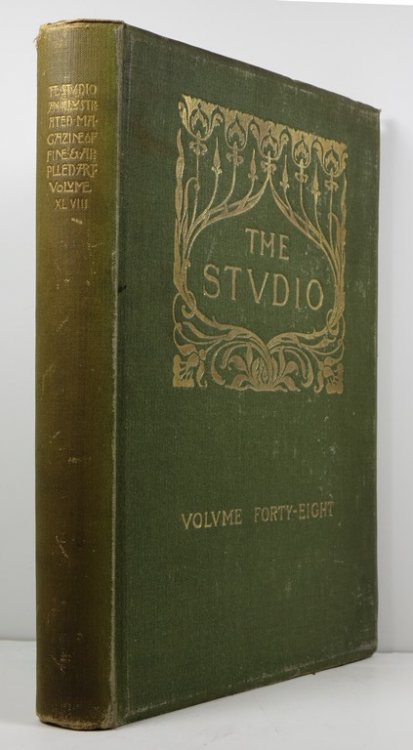 THE STVDIO
AN ILLVSTR
ATED·MA-
GAZINE OF
FINE & AP
PLIED ART·
VOLVME
XLVIII
THE
STVDIO
VOLVME FORTY-EIGHT